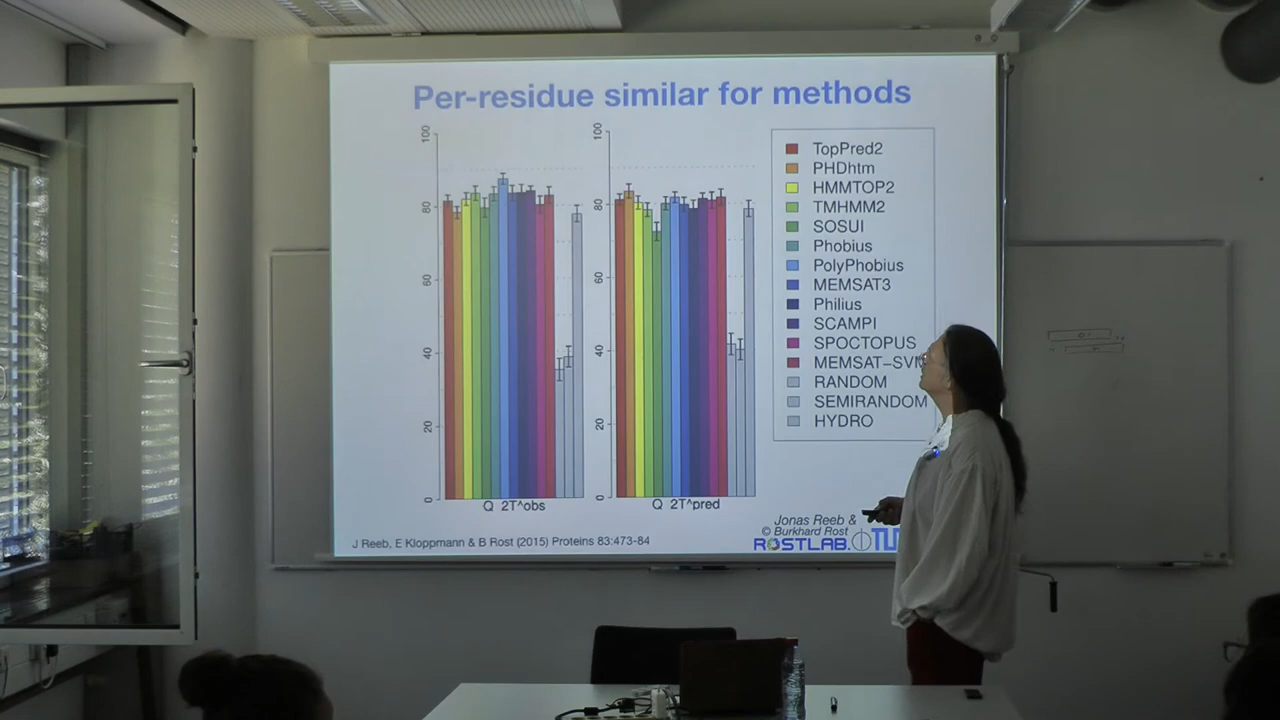 Per-residue similar for methods
100
80
60
40
20
0
Q 2T^obs
100
80
60
40
20
0
Q 2T^pred
TopPred2
PHDhtm
HMMTOP2
TMHMM2
SOSUI
Phobius
PolyPhobius
MEMSAT3
Philius
SCAMPI
SPOCTOPUS
MEMSAT-SVM
RANDOM
SEMIRANDOM
HYDRO
J Reeb, E Kloppmann & B Rost (2015) Proteins 83:473-84
Jonas Reeb &
© Burkhard Rost
ROSTLAB.